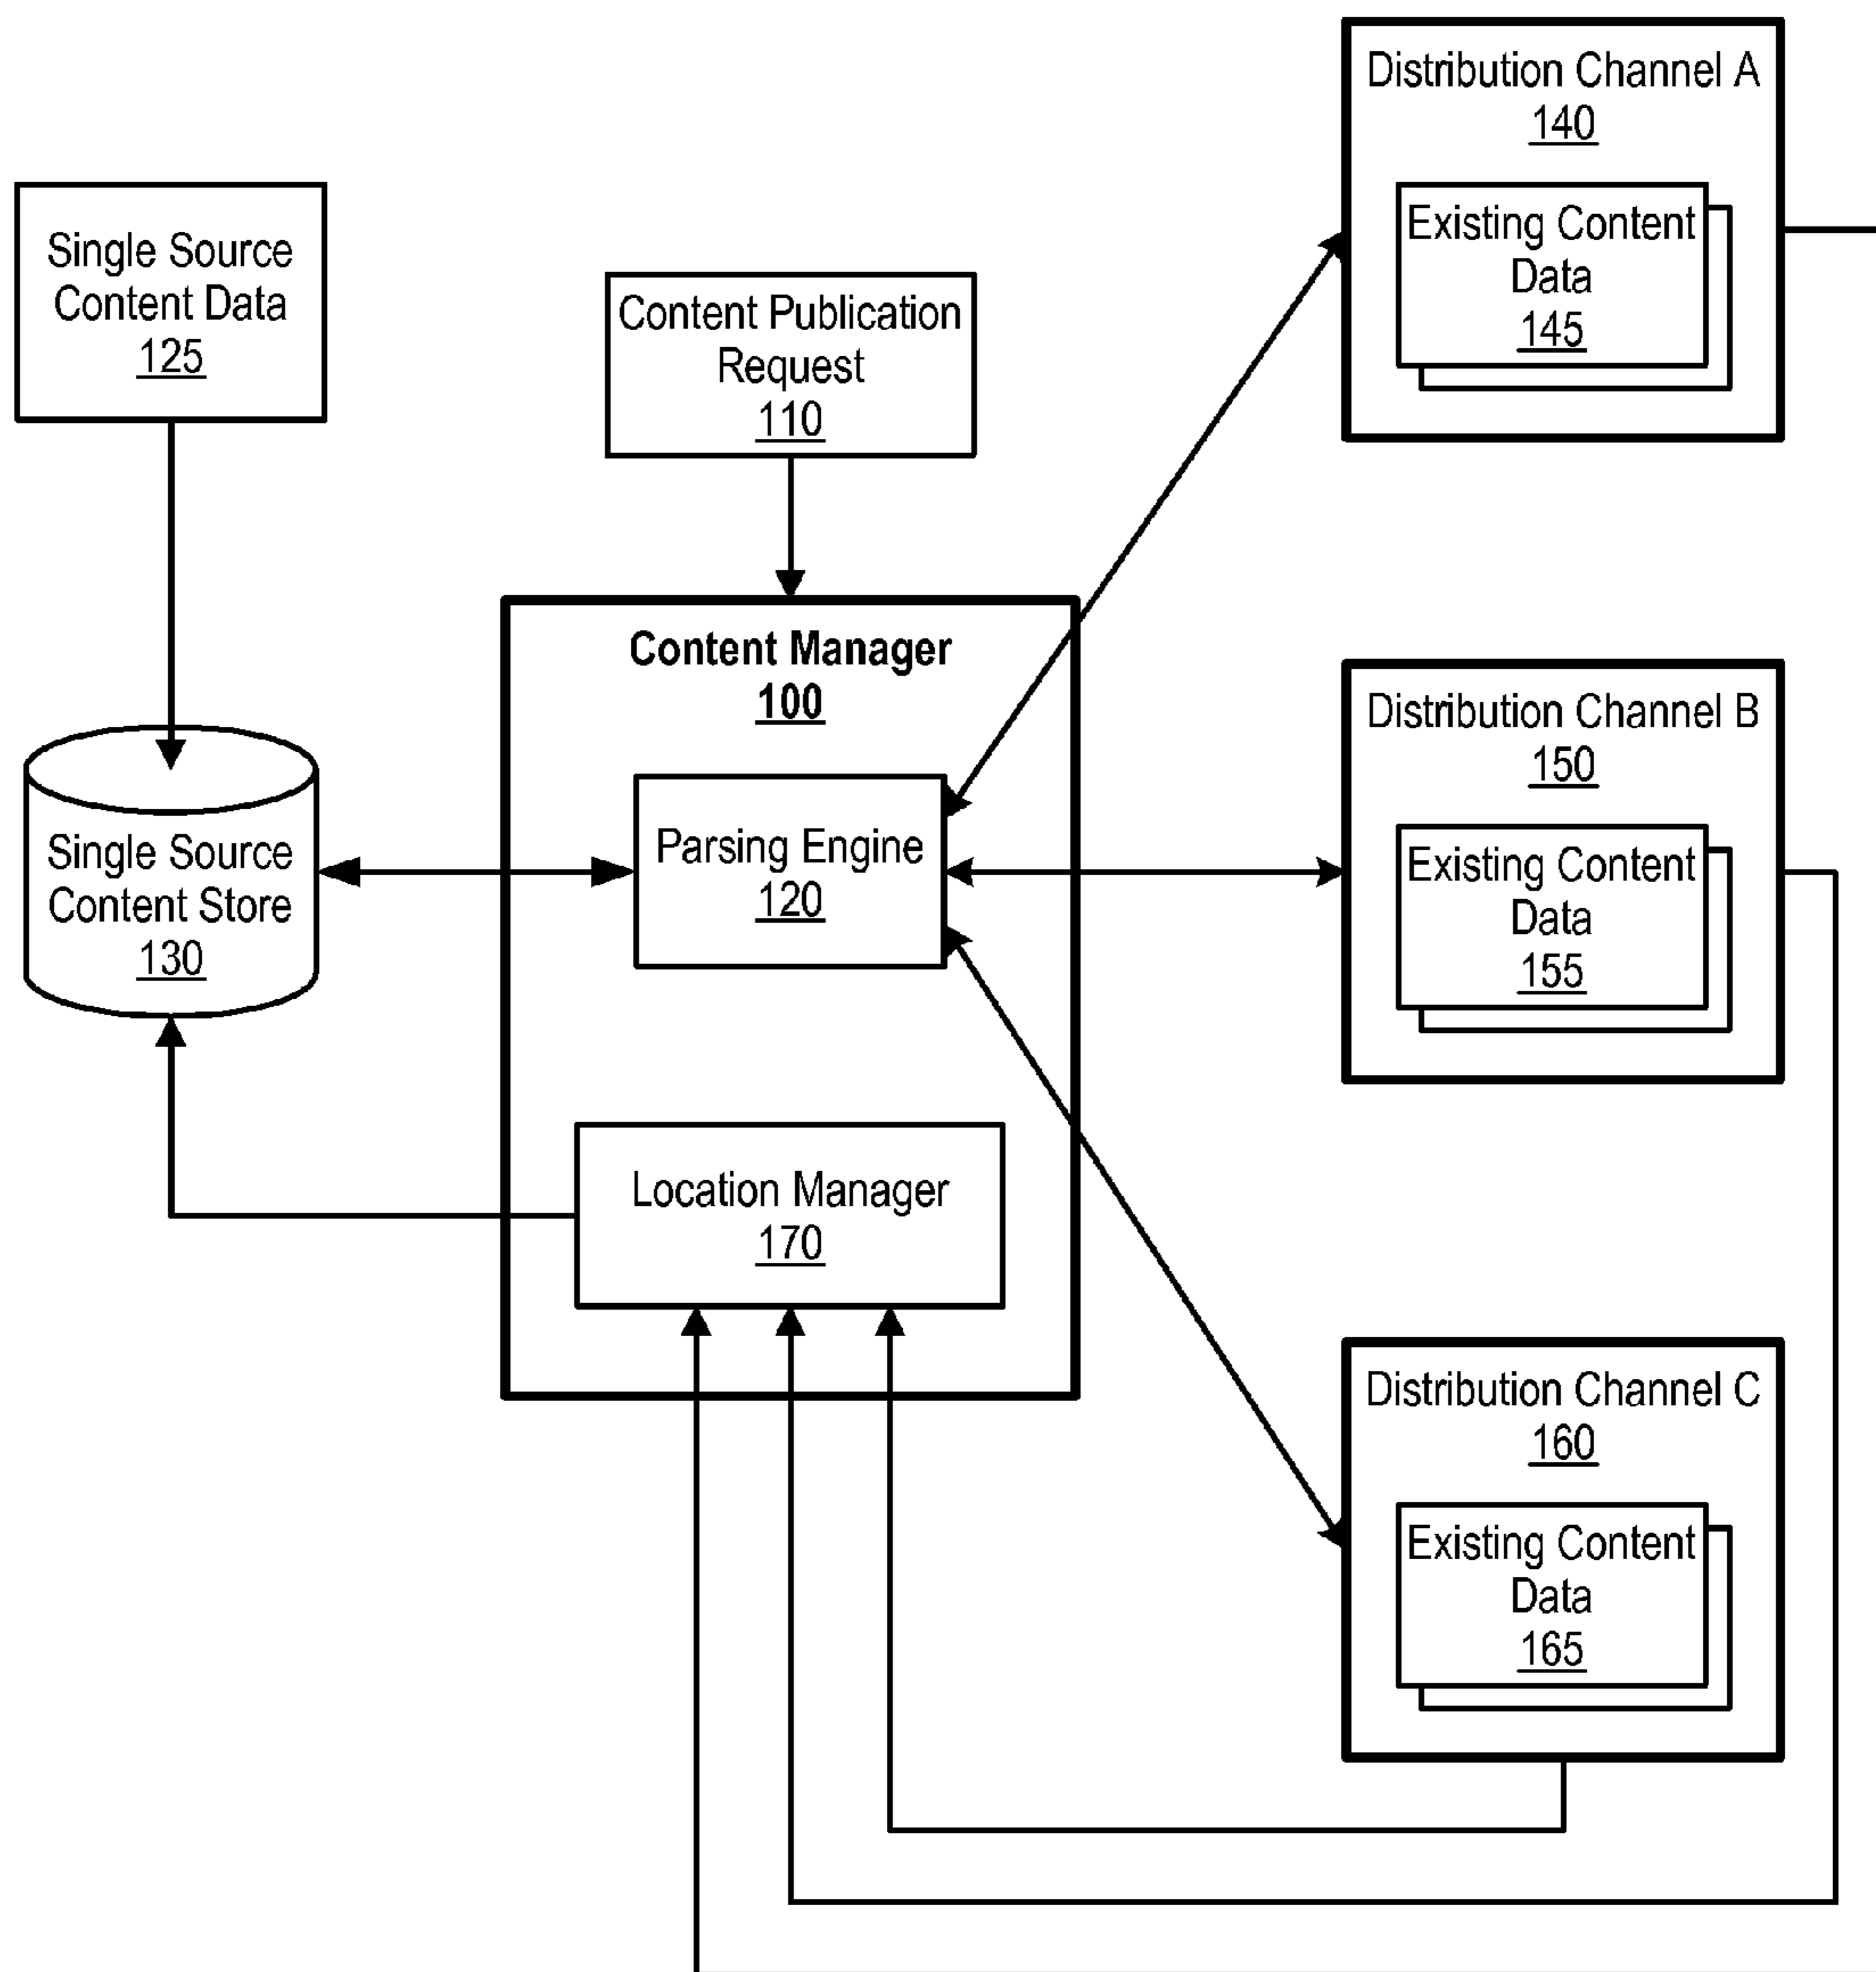 Distribution Channel A
140
Existing Content
Data
145
Single Source
Content Data
125
Content Publication
Request
110
Content Manager
100
Parsing Engine
120
Single Source
Content Store
130
Distribution Channel B
150
Existing Content
Data
155
Location Manager
170
Distribution Channel C
160
Existing Content
Data
165